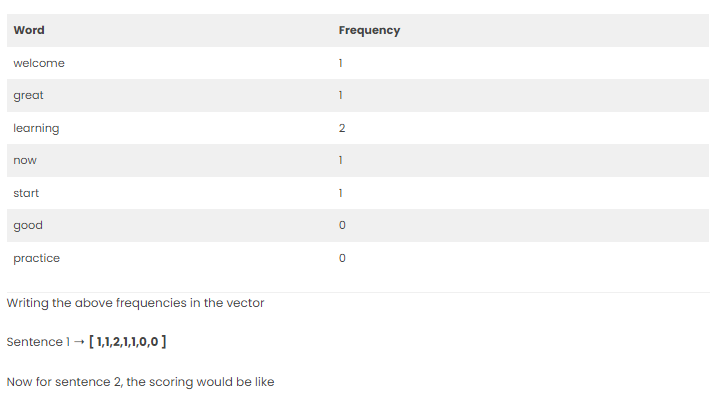 Word Frequency
welcome 1
great 1
learning 2
now 1
start 1
good 0
practice 0
Writing the above frequencies in the vector
Sentence 1 → [ 1,1,2,1,1,0,0 ]
Now for sentence 2, the scoring would be like